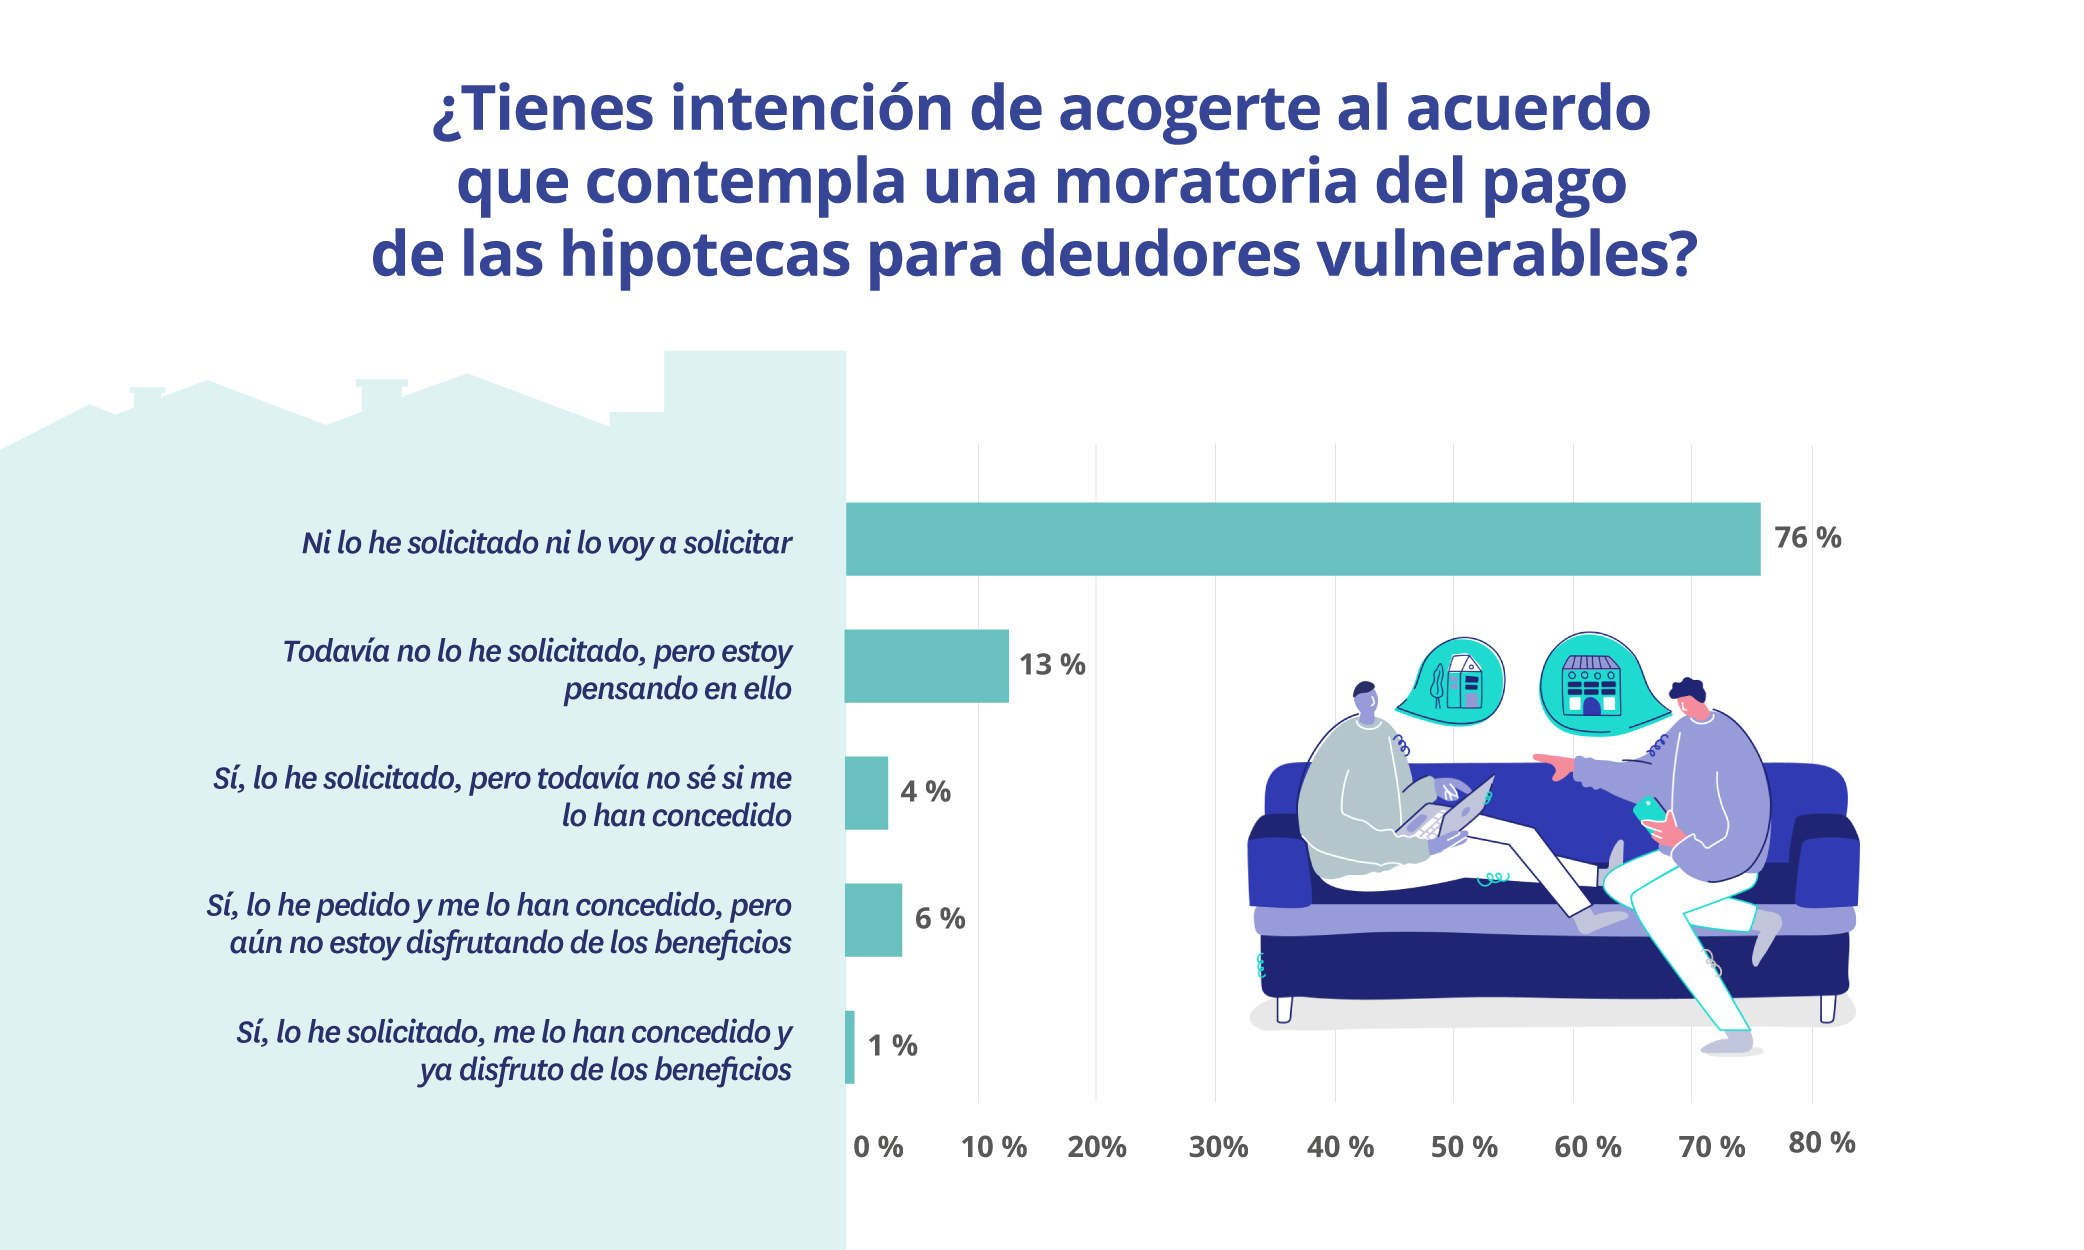 ¿Tienes intención de acogerte al acuerdo
que contempla una moratoria del pago
de las hipotecas para deudores vulnerables?
Ni lo he solicitado ni lo voy a solicitar
76 %
Todavía no lo he solicitado, pero estoy
pensando en ello
13 %
Sí, lo he solicitado, pero todavía no sé si me
lo han concedido
4 %
Sí, lo he pedido y me lo han concedido, pero
aún no estoy disfrutando de los beneficios
6 %
Sí, lo he solicitado, me lo han concedido y
ya disfruto de los beneficios
1 %
0 % 10 % 20% 30% 40 % 50 % 60 % 70 % 80 %